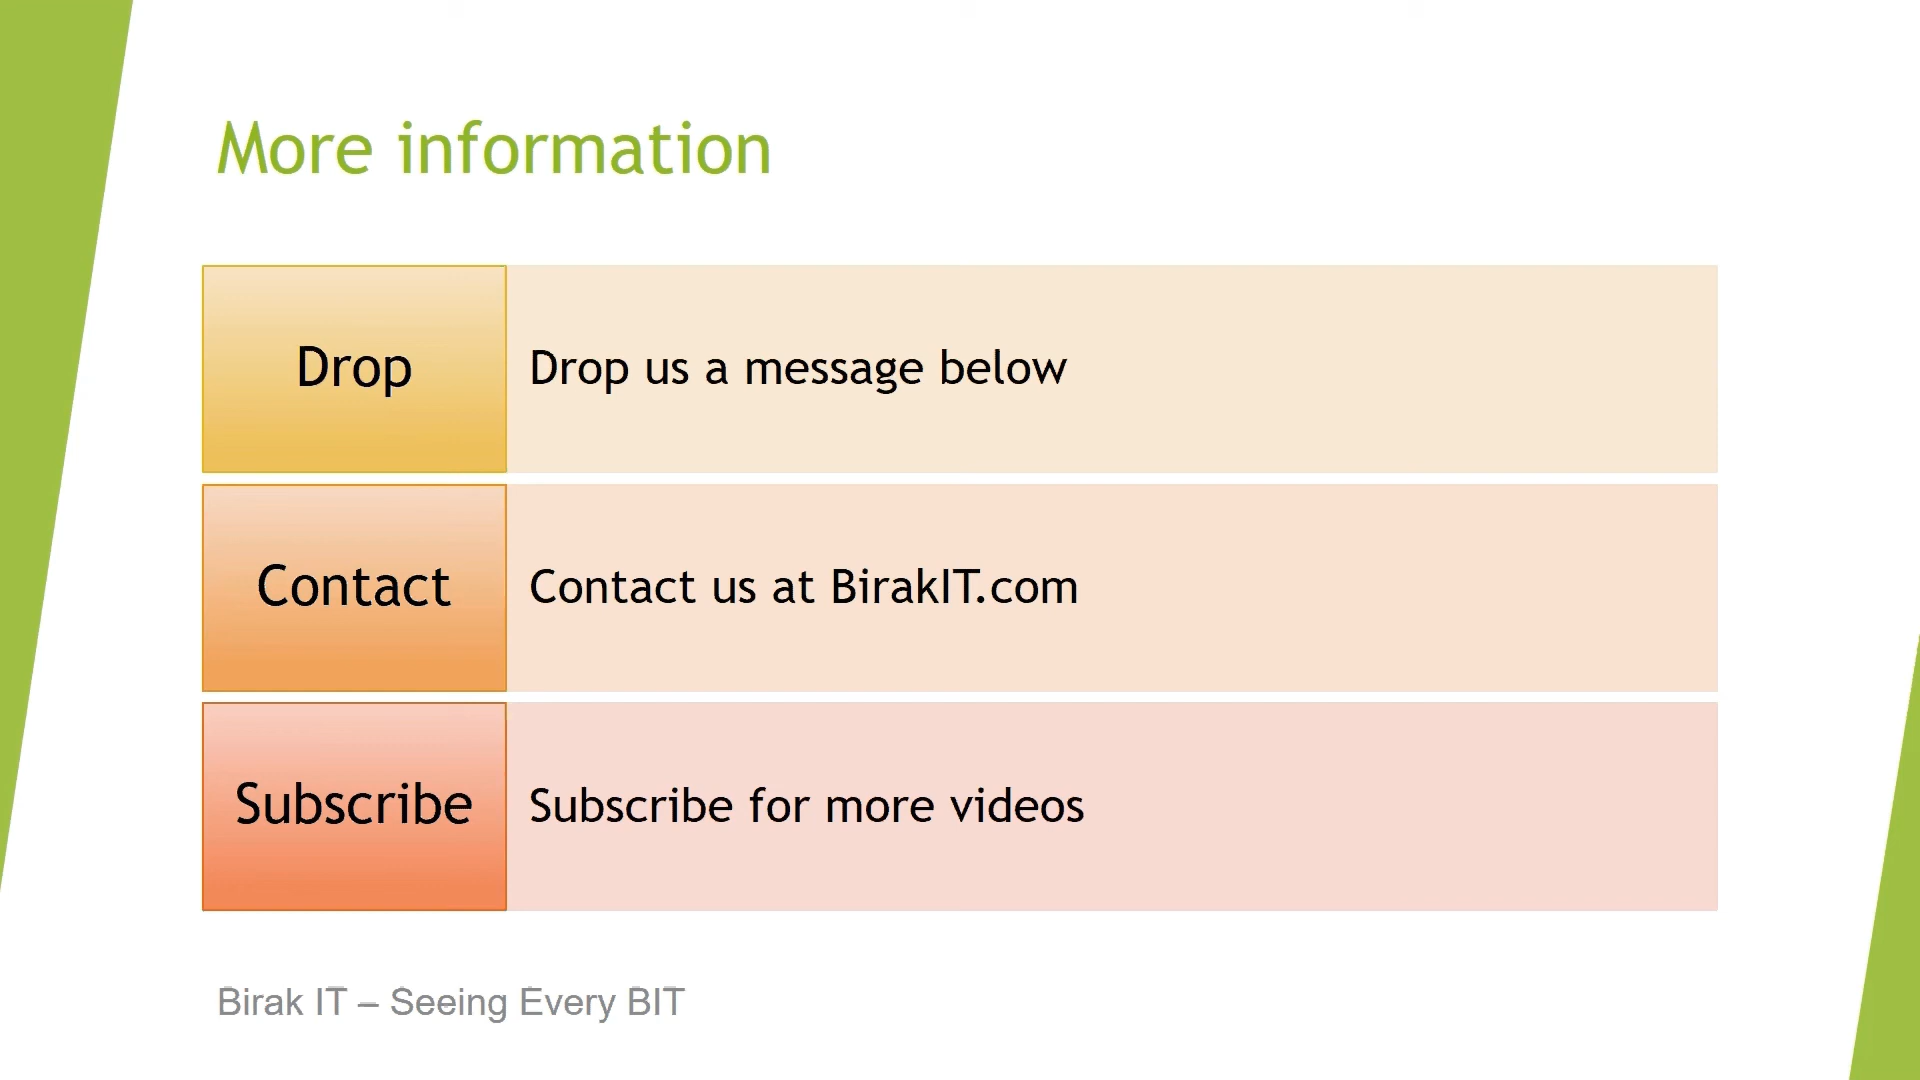 More information
Drop
Drop us a message below
Contact
Contact us at BirakIT.com
Subscribe
Subscribe for more videos
Birak IT – Seeing Every BIT